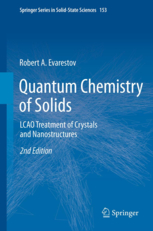 Springer Series in Solid-State Sciences 153
Robert A. Evarestov
Quantum Chemistry
of Solids
LCAO Treatment of Crystals
and Nanostructures
2nd Edition
Springer